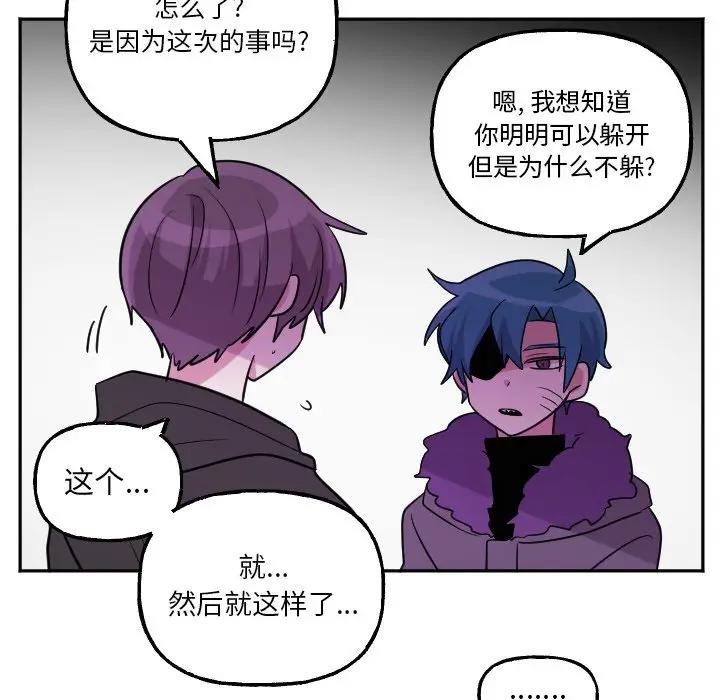 怎么了?
是因为这次的事吗?
嗯, 我想知道
你明明可以躲开
但是为什么不躲?
这个...
就...
然后就这样了...
.......